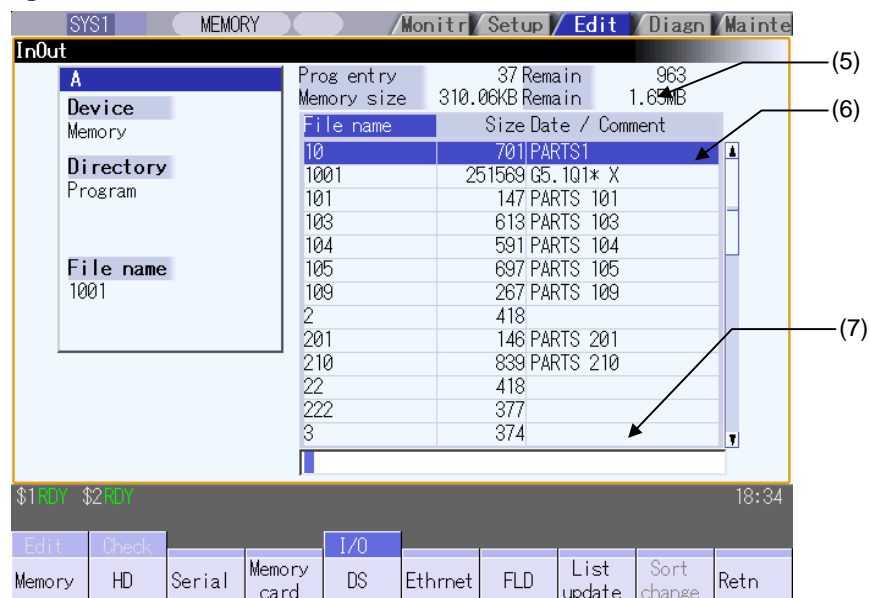 SYS1 MEMORY Monitr Setup Edit Diagn Mainte
InOut
A
Device
Memory
Directory
Program
File name
1001
Prog entry 37 Remain 963
Memory size 310.06KB Remain 1.65MB
File name Size Date / Comment
10 701 PARTS1
1001 251569 G5.1Q1* X
101 147 PARTS 101
103 613 PARTS 103
104 591 PARTS 104
105 697 PARTS 105
109 267 PARTS 109
2 418
201 146 PARTS 201
210 839 PARTS 210
22 418
222 377
3 374
(5)
(6)
(7)
$1RDY $2RDY 18:34
Edit Check I/O
Memory HD Serial Memory card DS Ethrnet FLD List update Sort change Retn